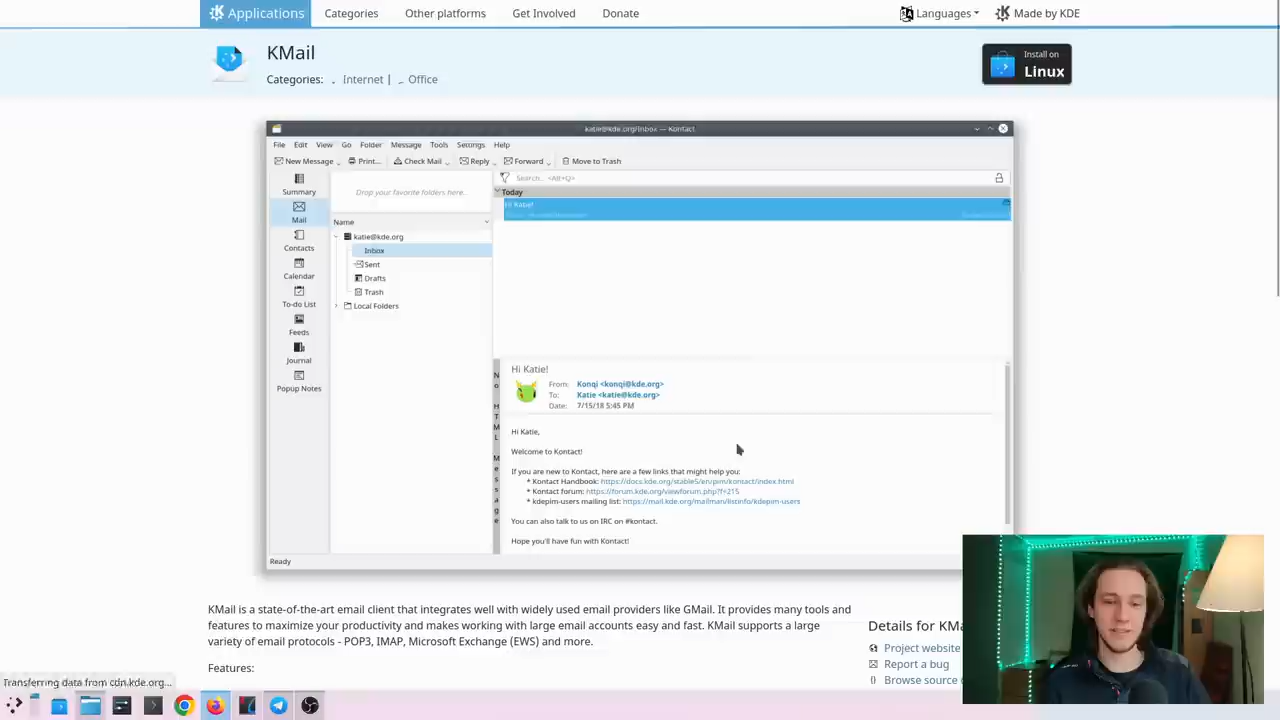 Applications Categories Other platforms Get Involved Donate Languages Made by KDE
KMail
Categories: Internet | Office
Install on
Linux
katie@kde.org/Inbox — Kontact
File Edit View Go Folder Message Tools Settings Help
New Message Print... Check Mail Reply Forward Move to Trash
Summary
Mail
Contacts
Calendar
To-do List
Feeds
Journal
Popup Notes
Drop your favorite folders here...
Name
katie@kde.org
Inbox
Sent
Drafts
Trash
Local Folders
Search... <Alt+Q>
Today
Hi Katie!
Hi Katie!
From: Konqi <konqi@kde.org>
To: Katie <katie@kde.org>
Date: 7/15/18 5:45 PM
No HTML Message
Hi Katie,
Welcome to Kontact!
If you are new to Kontact, here are a few links that might help you:
* Kontact Handbook: https://docs.kde.org/stable5/en/pim/kontact/index.html
* Kontact forum: https://forum.kde.org/viewforum.php?f=215
* kdepim-users mailing list: https://mail.kde.org/mailman/listinfo/kdepim-users
You can also talk to us on IRC on #kontact.
Hope you'll have fun with Kontact!
Ready
KMail is a state-of-the-art email client that integrates well with widely used email providers like GMail. It provides many tools and
features to maximize your productivity and makes working with large email accounts easy and fast. KMail supports a large
variety of email protocols - POP3, IMAP, Microsoft Exchange (EWS) and more.
Features:
Details for KMa
Project website
Report a bug
Browse source
Transferring data from cdn.kde.org...